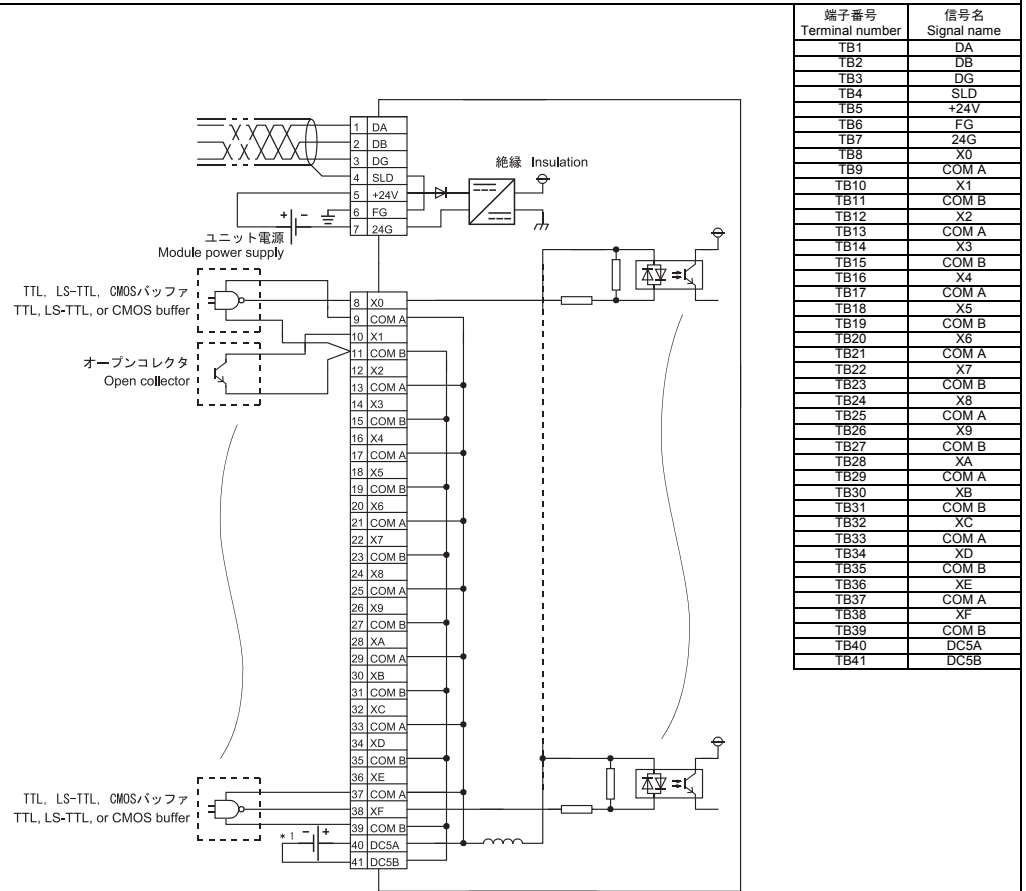 端子番号 信号名
Terminal number Signal name
TB1 DA
TB2 DB
TB3 DG
TB4 SLD
TB5 +24V
TB6 FG
TB7 24G
TB8 X0
TB9 COM A
TB10 X1
TB11 COM B
TB12 X2
TB13 COM A
TB14 X3
TB15 COM B
TB16 X4
TB17 COM A
TB18 X5
TB19 COM B
TB20 X6
TB21 COM A
TB22 X7
TB23 COM B
TB24 X8
TB25 COM A
TB26 X9
TB27 COM B
TB28 XA
TB29 COM A
TB30 XB
TB31 COM B
TB32 XC
TB33 COM A
TB34 XD
TB35 COM B
TB36 XE
TB37 COM A
TB38 XF
TB39 COM B
TB40 DC5A
TB41 DC5B
1 DA
2 DB
3 DG
4 SLD
5 +24V
6 FG
7 24G
絶縁 Insulation
+ −
ユニット電源
Module power supply
TTL, LS-TTL, CMOSバッファ
TTL, LS-TTL, or CMOS buffer
オープンコレクタ
Open collector
8 X0
9 COM A
10 X1
11 COM B
12 X2
13 COM A
14 X3
15 COM B
16 X4
17 COM A
18 X5
19 COM B
20 X6
21 COM A
22 X7
23 COM B
24 X8
25 COM A
26 X9
27 COM B
28 XA
29 COM A
30 XB
31 COM B
32 XC
33 COM A
34 XD
35 COM B
36 XE
37 COM A
38 XF
39 COM B
40 DC5A
41 DC5B
TTL, LS-TTL, CMOSバッファ
TTL, LS-TTL, or CMOS buffer
*1 − +